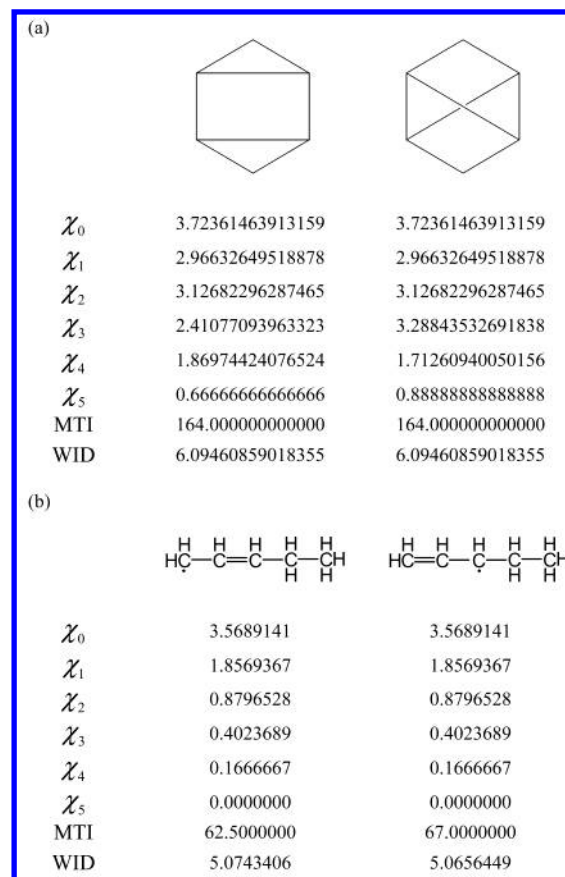 (a)
χ0 3.72361463913159 3.72361463913159
χ1 2.96632649518878 2.96632649518878
χ2 3.12682296287465 3.12682296287465
χ3 2.41077093963323 3.28843532691838
χ4 1.86974424076524 1.71260940050156
χ5 0.66666666666666 0.88888888888888
MTI 164.000000000000 164.000000000000
WID 6.09460859018355 6.09460859018355
(b)
H H H H H H H H H H
HC—C=C—C—CH HC=C—C—C—CH
H H H H
χ0 3.5689141 3.5689141
χ1 1.8569367 1.8569367
χ2 0.8796528 0.8796528
χ3 0.4023689 0.4023689
χ4 0.1666667 0.1666667
χ5 0.0000000 0.0000000
MTI 62.5000000 67.0000000
WID 5.0743406 5.0656449